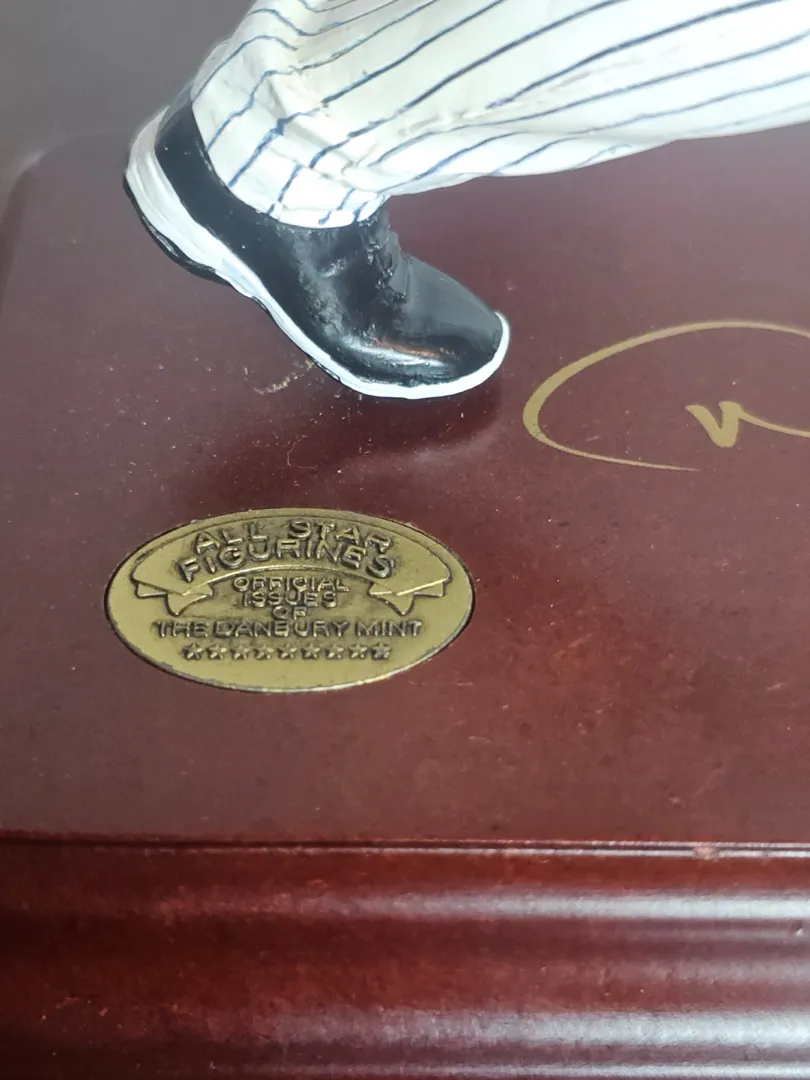 ALL STAR
FIGURINES
OFFICIAL
ISSUES
OF
THE DANBURY MINT